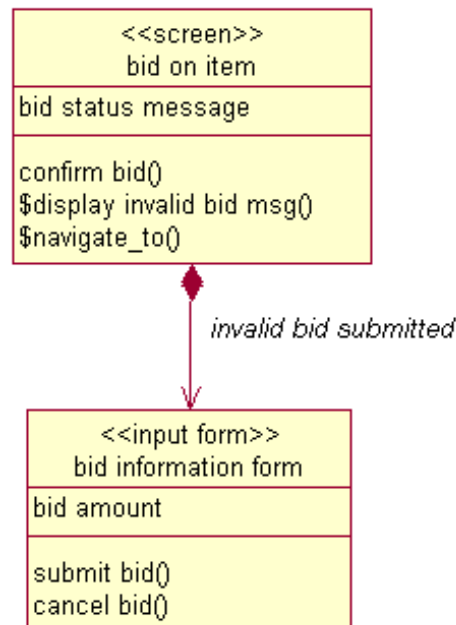 <<screen>>
bid on item
bid status message
confirm bid()
$display invalid bid msg()
$navigate_to()
invalid bid submitted
<<input form>>
bid information form
bid amount
submit bid()
cancel bid()